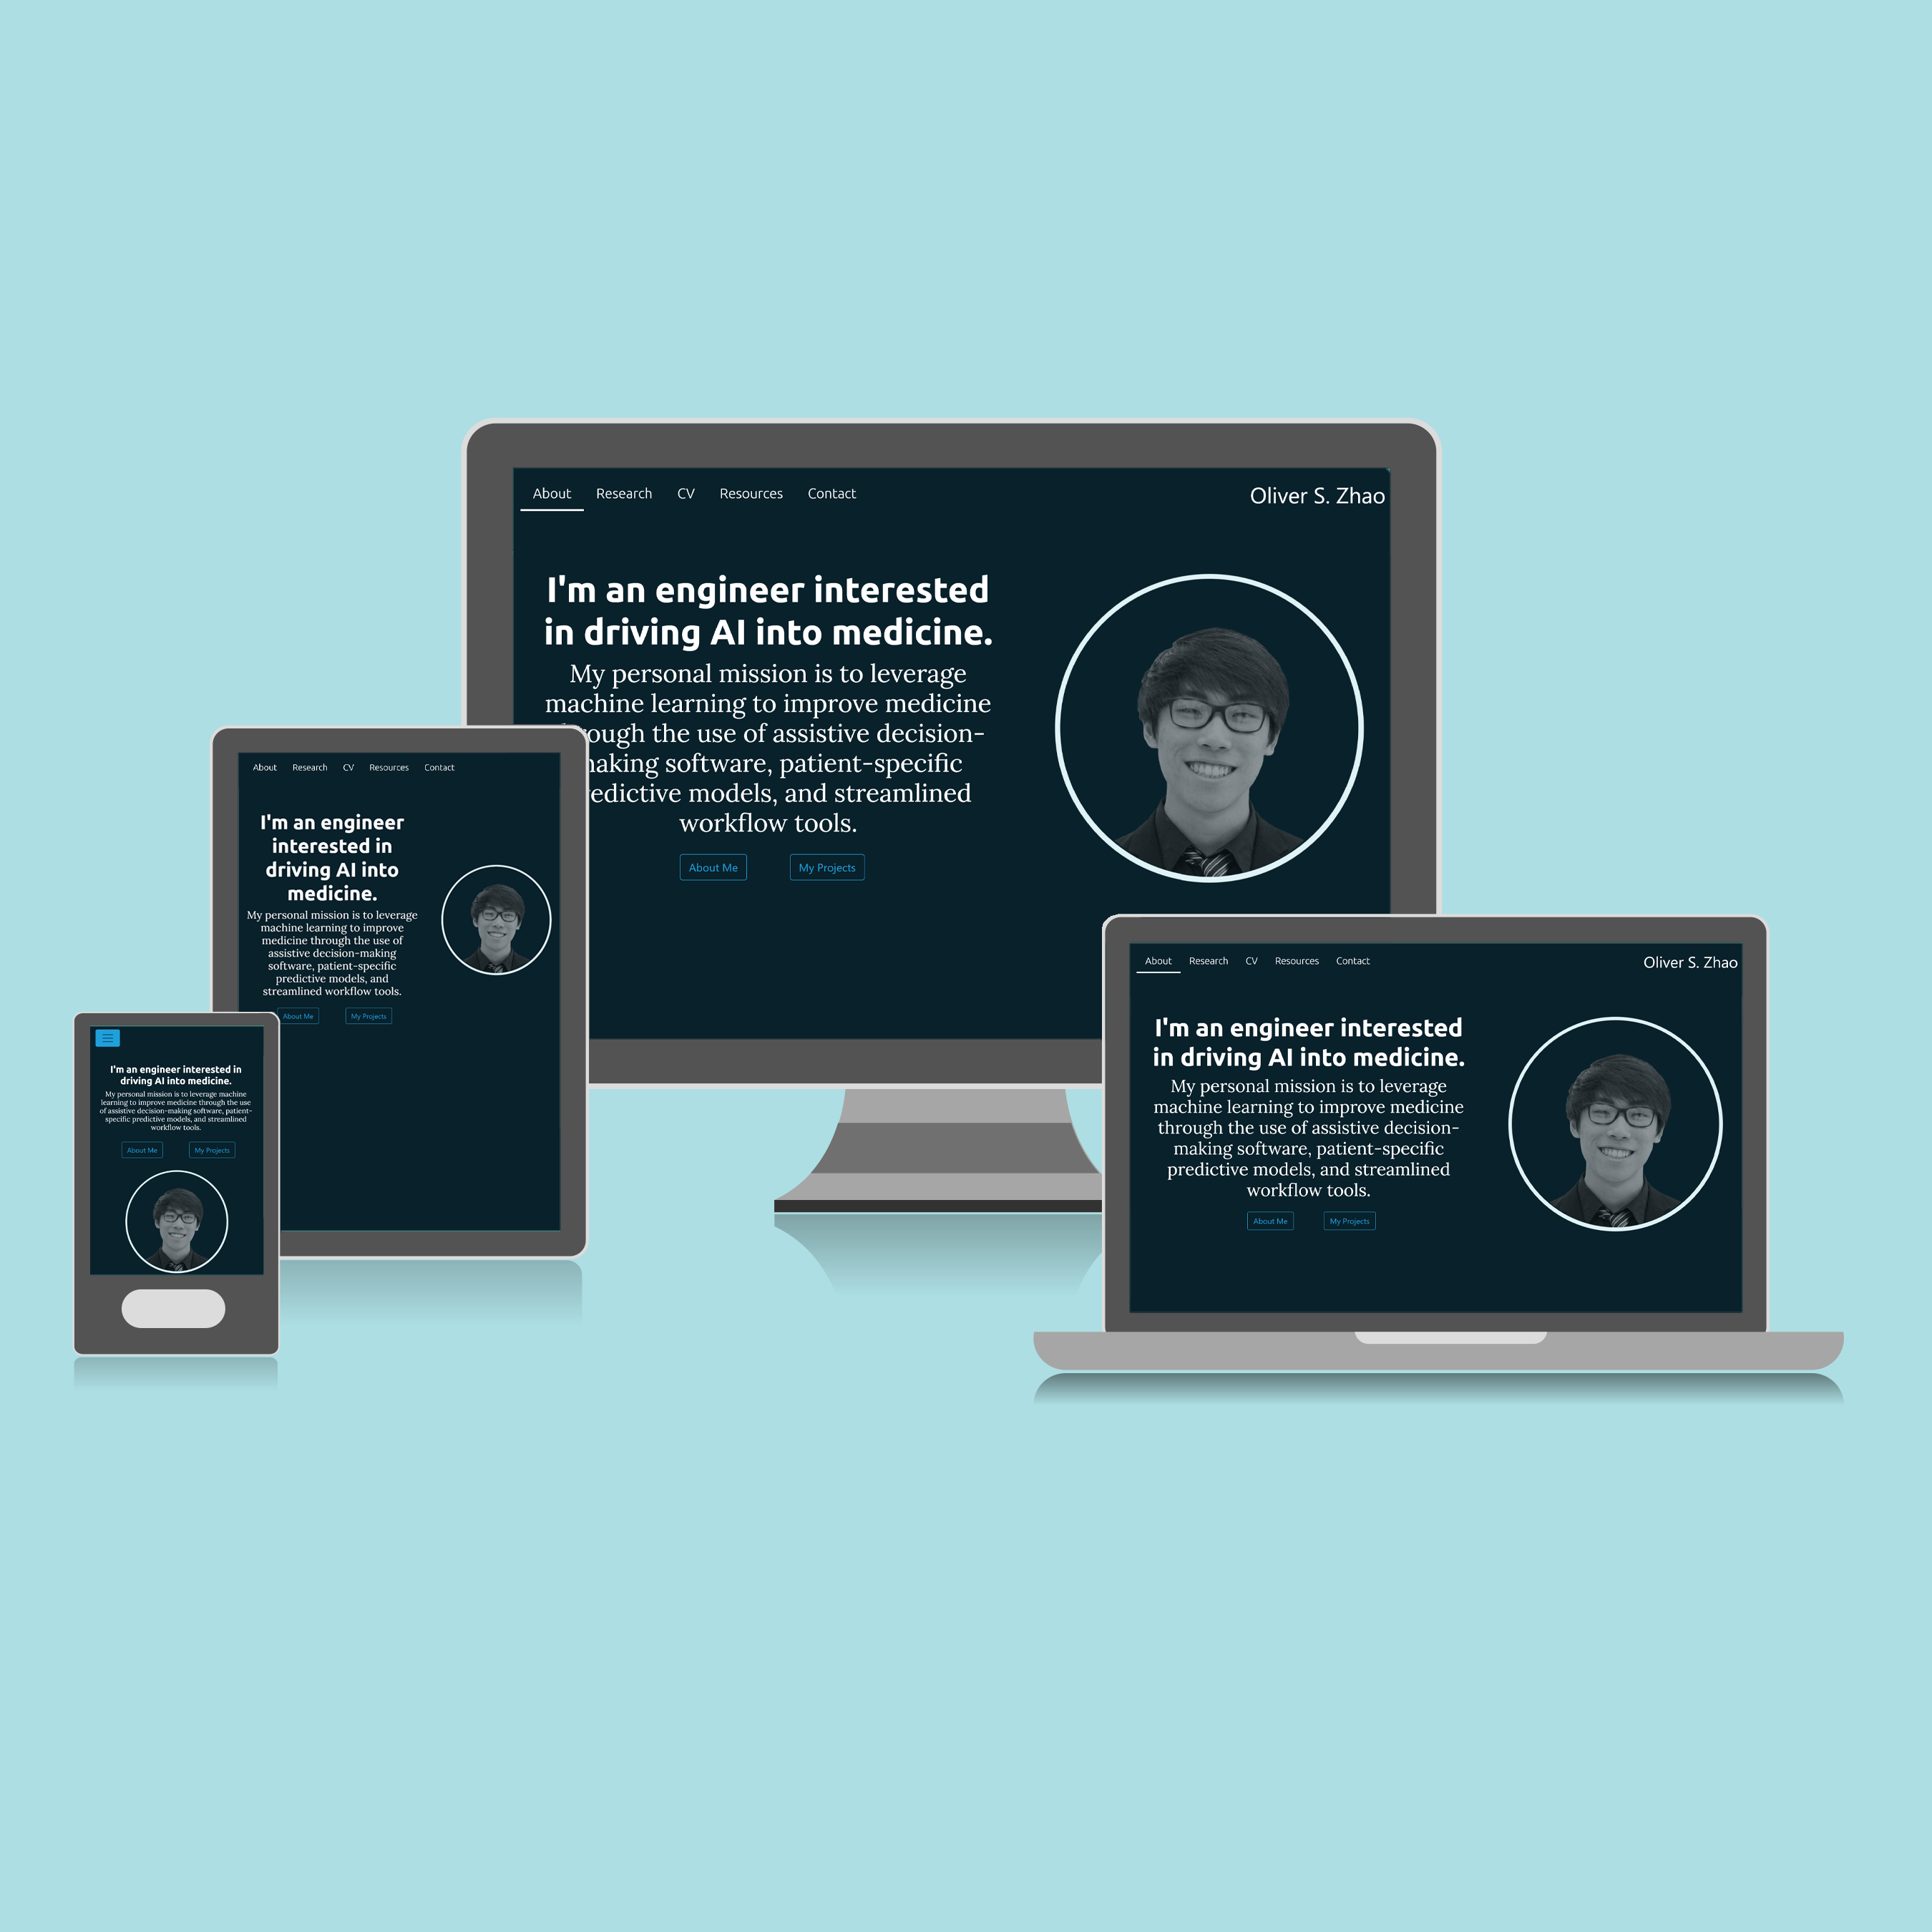 About Research CV Resources Contact Oliver S. Zhao
I'm an engineer interested
in driving AI into medicine.
My personal mission is to leverage
machine learning to improve medicine
rough the use of assistive decision-
aking software, patient-specific
edictive models, and streamlined
workflow tools.
About Me My Projects
About Research CV Resources Contact
I'm an engineer
interested in
driving AI into
medicine.
My personal mission is to leverage
machine learning to improve
medicine through the use of
assistive decision-making
software, patient-specific
predictive models, and
streamlined workflow tools.
About Me My Projects
I'm an engineer interested in
driving AI into medicine.
My personal mission is to leverage machine
learning to improve medicine through the use
of assistive decision-making software, patient-
specific predictive models, and streamlined
workflow tools.
About Me My Projects
About Research CV Resources Contact Oliver S. Zhao
I'm an engineer interested
in driving AI into medicine.
My personal mission is to leverage
machine learning to improve medicine
through the use of assistive decision-
making software, patient-specific
predictive models, and streamlined
workflow tools.
About Me My Projects